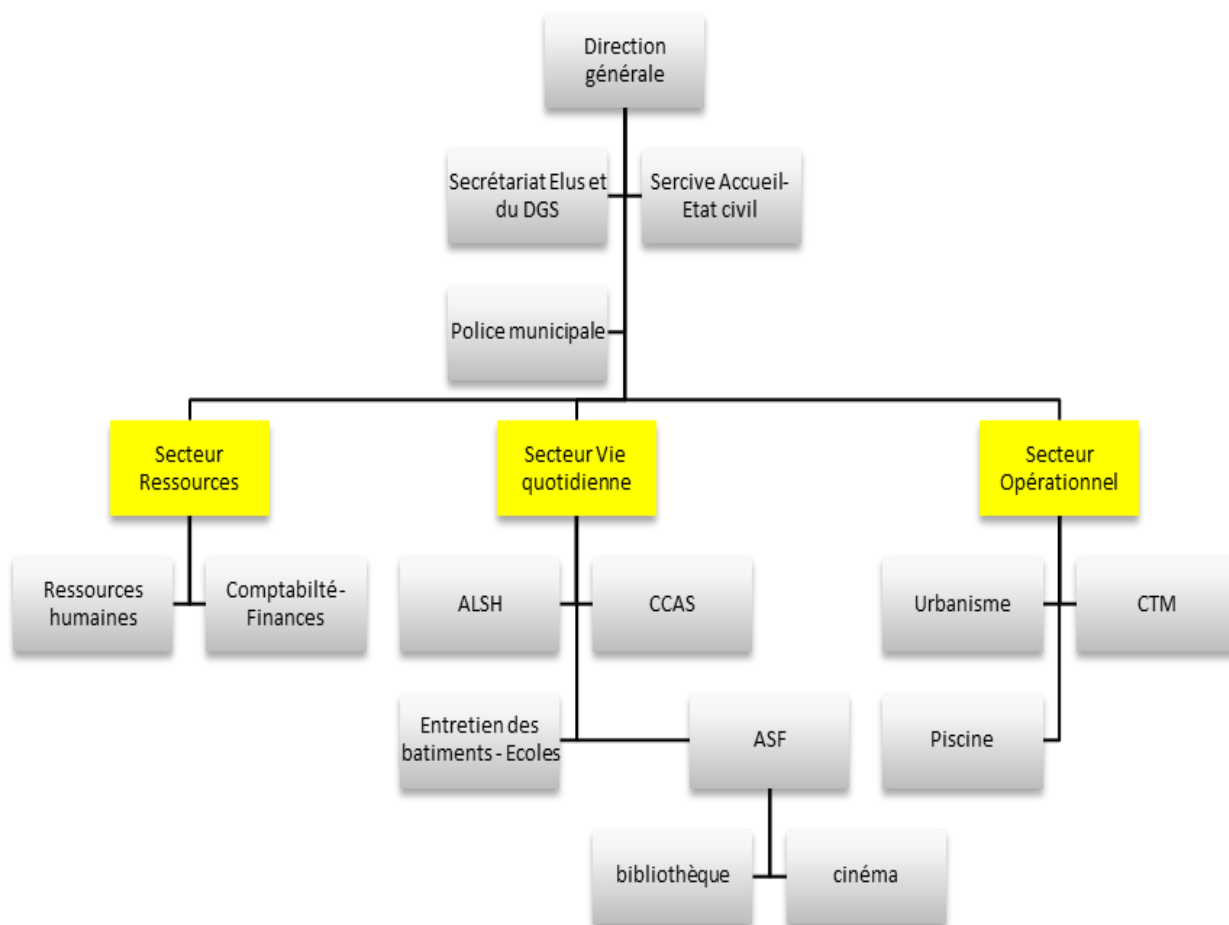 Direction
générale
Secrétariat Elus et
du DGS
Sercive Accueil-
Etat civil
Police municipale
Secteur
Ressources
Secteur Vie
quotidienne
Secteur
Opérationnel
Ressources
humaines
Comptabilté-
Finances
ALSH
CCAS
Urbanisme
CTM
Entretien des
batiments - Ecoles
ASF
Piscine
bibliothèque
cinéma